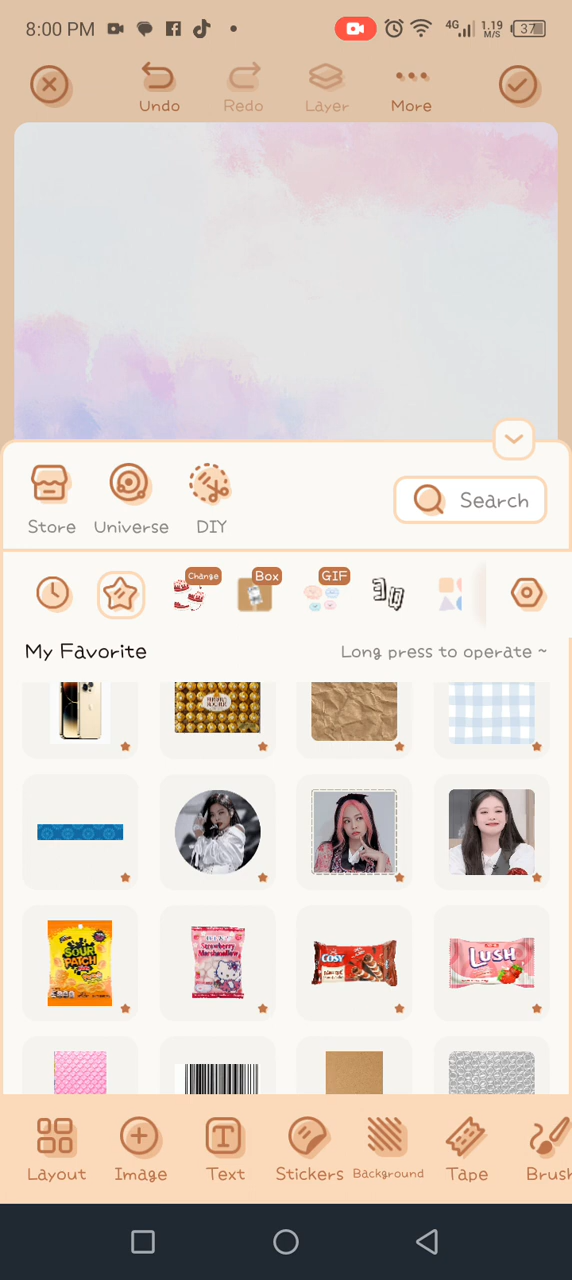 8:00 PM
4G
1.19
M/S
37
Undo
Redo
Layer
More
Store
Universe
DIY
Search
Change
Box
GIF
My Favorite
Long press to operate ~
SOUR
PATCH
Strawberry
Marshmallow
COSY
LUSH
Layout
Image
Text
Stickers
Background
Tape
Brush